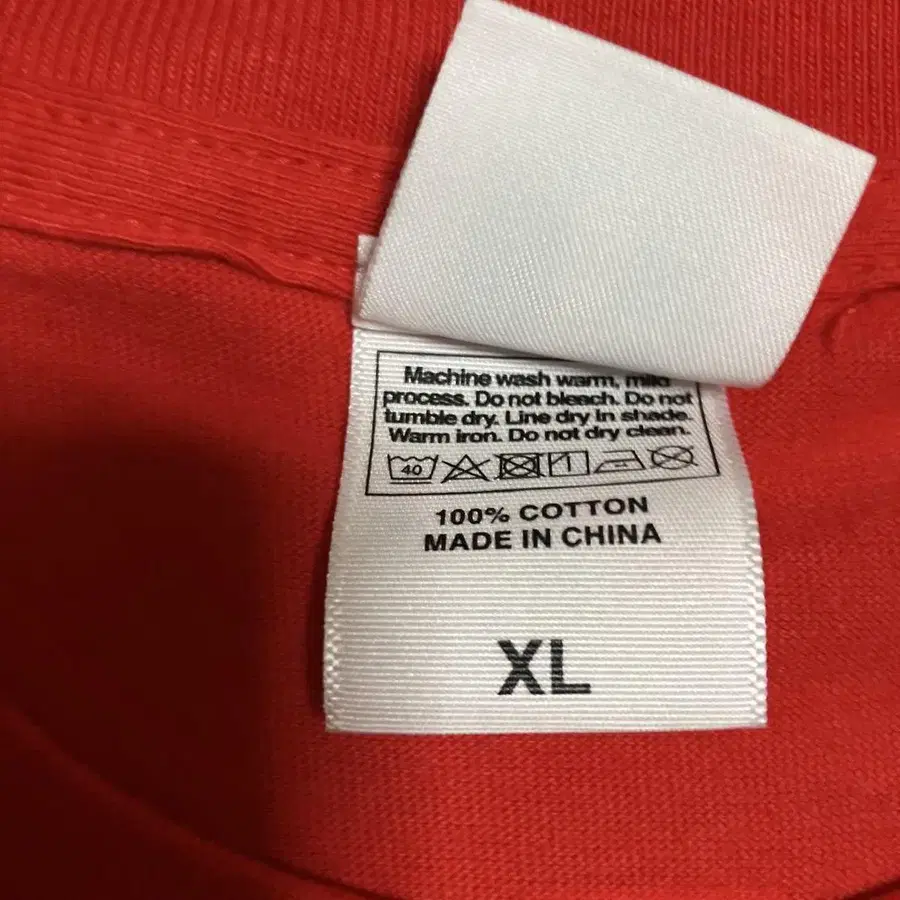 Machine wash warm, mild
process. Do not bleach. Do not
tumble dry. Line dry in shade.
Warm iron. Do not dry clean.
40
100% COTTON
MADE IN CHINA
XL